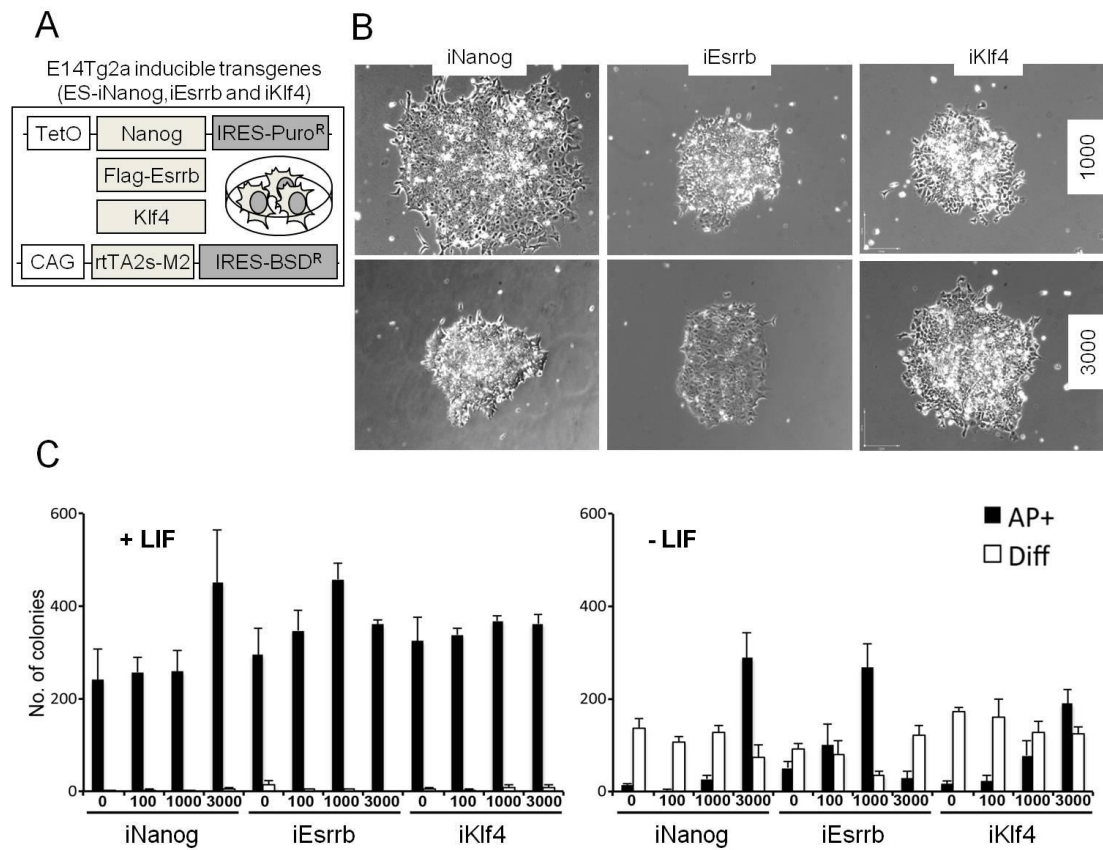 A
E14Tg2a inducible transgenes
(ES-iNanog,iEsrrb and iKlf4)
TetO Nanog IRES-Puroᴿ
Flag-Esrrb
Klf4
CAG rtTA2s-M2 IRES-BSDᴿ
B
iNanog iEsrrb iKlf4
1000
3000
C
600
400
200
0
No. of colonies
+ LIF
0 100 1000 3000 0 100 1000 3000 0 100 1000 3000
iNanog iEsrrb iKlf4
600
400
200
0
- LIF
AP+
Diff
0 100 1000 3000 0 100 1000 3000 0 100 1000 3000
iNanog iEsrrb iKlf4